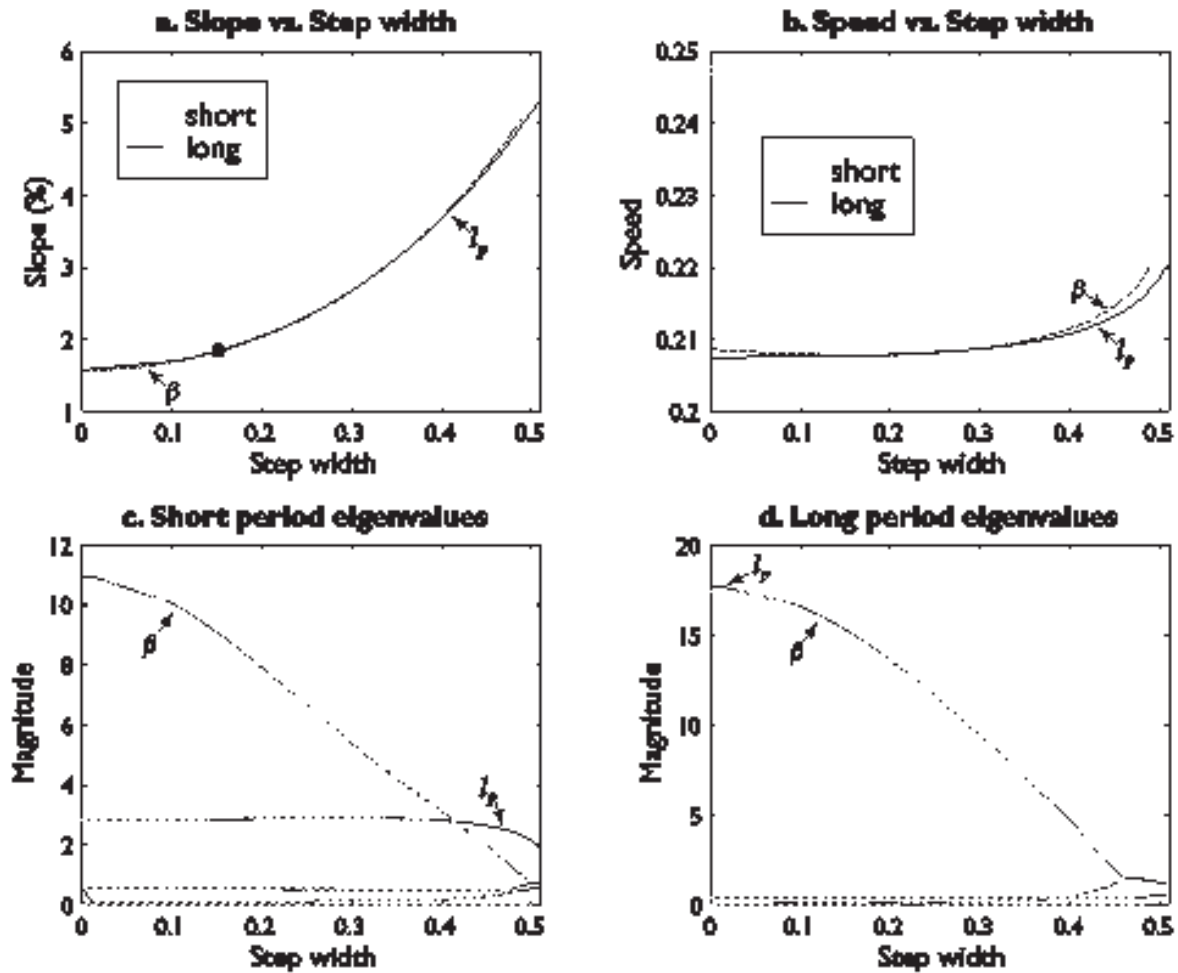 a. Slope vs. Step width
6
5
4
3
2
1
Slope (%)
short
long
l_p
β
0 0.1 0.2 0.3 0.4 0.5
Step width
b. Speed vs. Step width
0.25
0.24
0.23
0.22
0.21
0.2
Speed
short
long
β
l_p
0 0.1 0.2 0.3 0.4 0.5
Step width
c. Short period eigenvalues
12
10
8
6
4
2
0
Magnitude
β
l_p
0 0.1 0.2 0.3 0.4 0.5
Step width
d. Long period eigenvalues
20
15
10
5
0
Magnitude
l_p
β
0 0.1 0.2 0.3 0.4 0.5
Step width